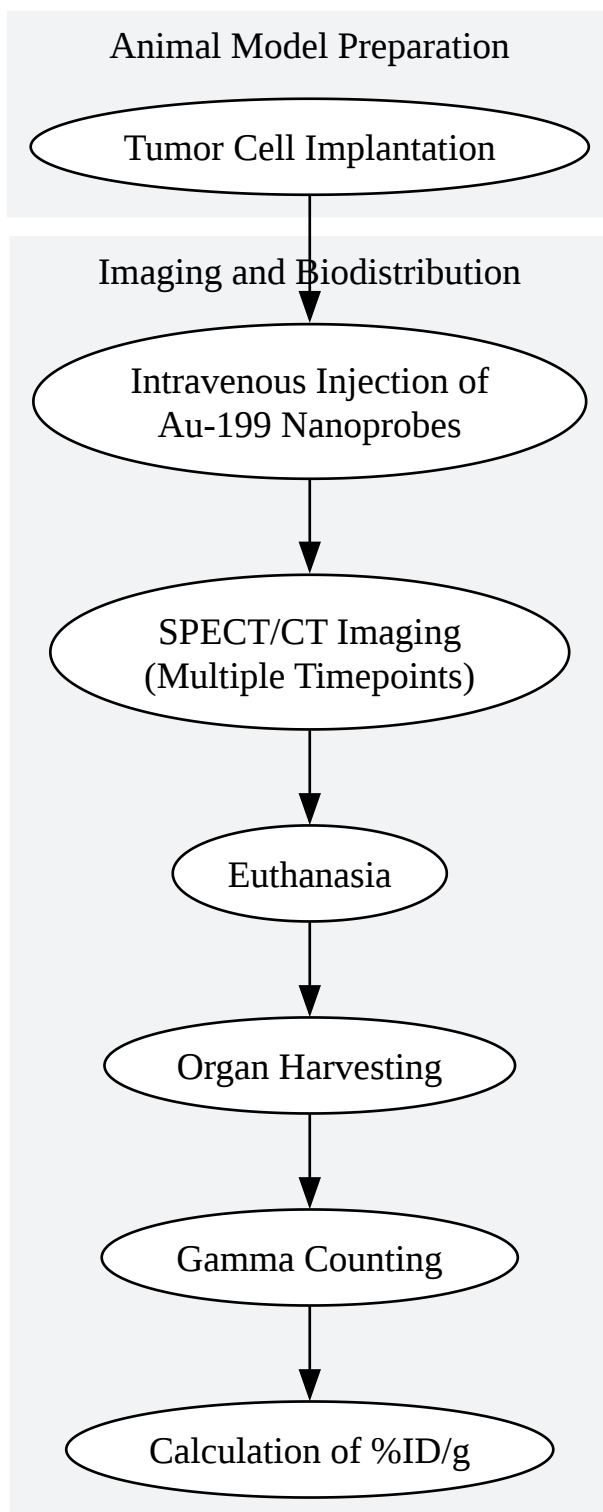 Animal Model Preparation
Tumor Cell Implantation
Imaging and Biodistribution
Intravenous Injection of
Au-199 Nanoprobes
SPECT/CT Imaging
(Multiple Timepoints)
Euthanasia
Organ Harvesting
Gamma Counting
Calculation of %ID/g